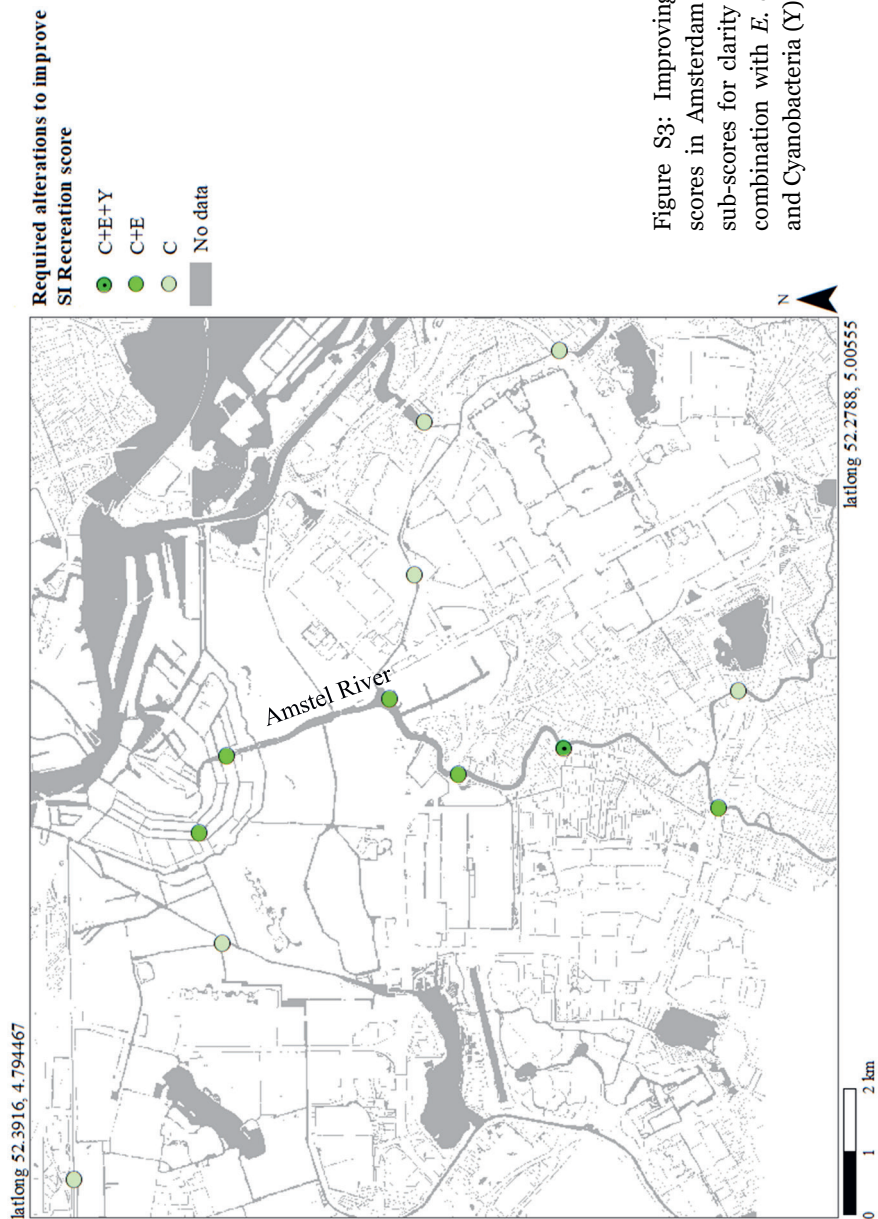 latlong 52.3916, 4.794467
Required alterations to improve
SI Recreation score
C+E+Y
C+E
C
No data
Amstel River
N
latlong 52.2788, 5.00555
0 1 2 km
Figure S3: Improving
scores in Amsterdam
sub-scores for clarity
combination with E.
and Cyanobacteria (Y)